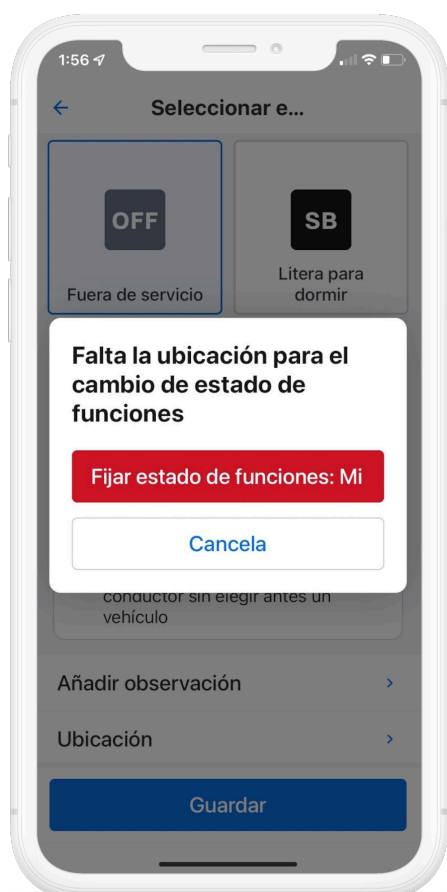 1:56
Seleccionar e...
OFF
SB
Fuera de servicio
Litera para
dormir
Falta la ubicación para el
cambio de estado de
funciones
Fijar estado de funciones: Mi
Cancela
conductor sin elegir antes un
vehículo
Añadir observación
Ubicación
Guardar